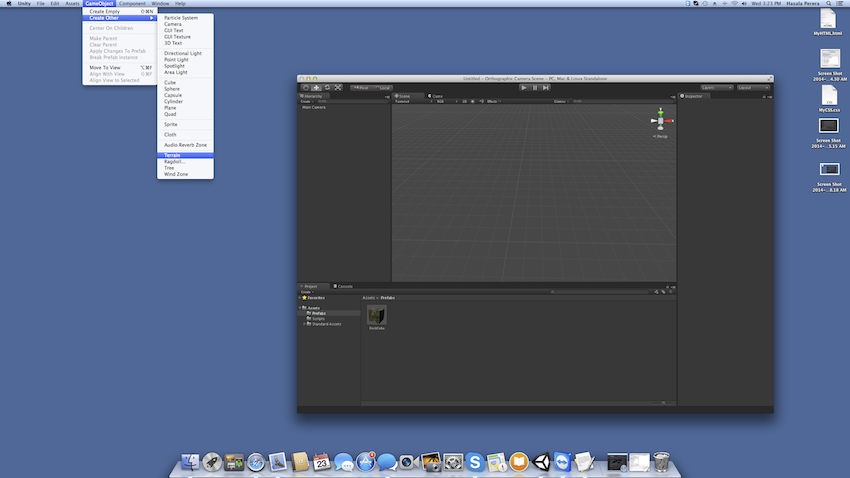 Unity File Edit Assets GameObject Component Window Help
Wed 3:23 PM Masala Perera
Create Empty ⇧⌘N
Create Other
Center On Children
Make Parent
Clear Parent
Apply Changes To Prefab
Break Prefab Instance
Move To View ⌥⌘F
Align With View ⇧⌘F
Align View to Selected
Particle System
Camera
GUI Text
GUI Texture
3D Text
Directional Light
Point Light
Spotlight
Area Light
Cube
Sphere
Capsule
Cylinder
Plane
Quad
Sprite
Cloth
Audio Reverb Zone
Terrain
Ragdoll...
Tree
Wind Zone
Untitled - Orthographic Camera Scene - PC, Mac & Linux Standalone
Pivot Local
Layers Layout
Hierarchy
Create
Main Camera
Scene Game
Textured RGB 2D Effects Gizmos
y
Persp
Inspector
Project Console
Create
Favorites
Assets
Prefabs
Scripts
Standard Assets
Assets Prefabs
MyHTML.html
Screen Shot
2014-...4.30 AM
MyCSS.css
Screen Shot
2014-...5.15 AM
Screen Shot
2014-...8.18 AM
23